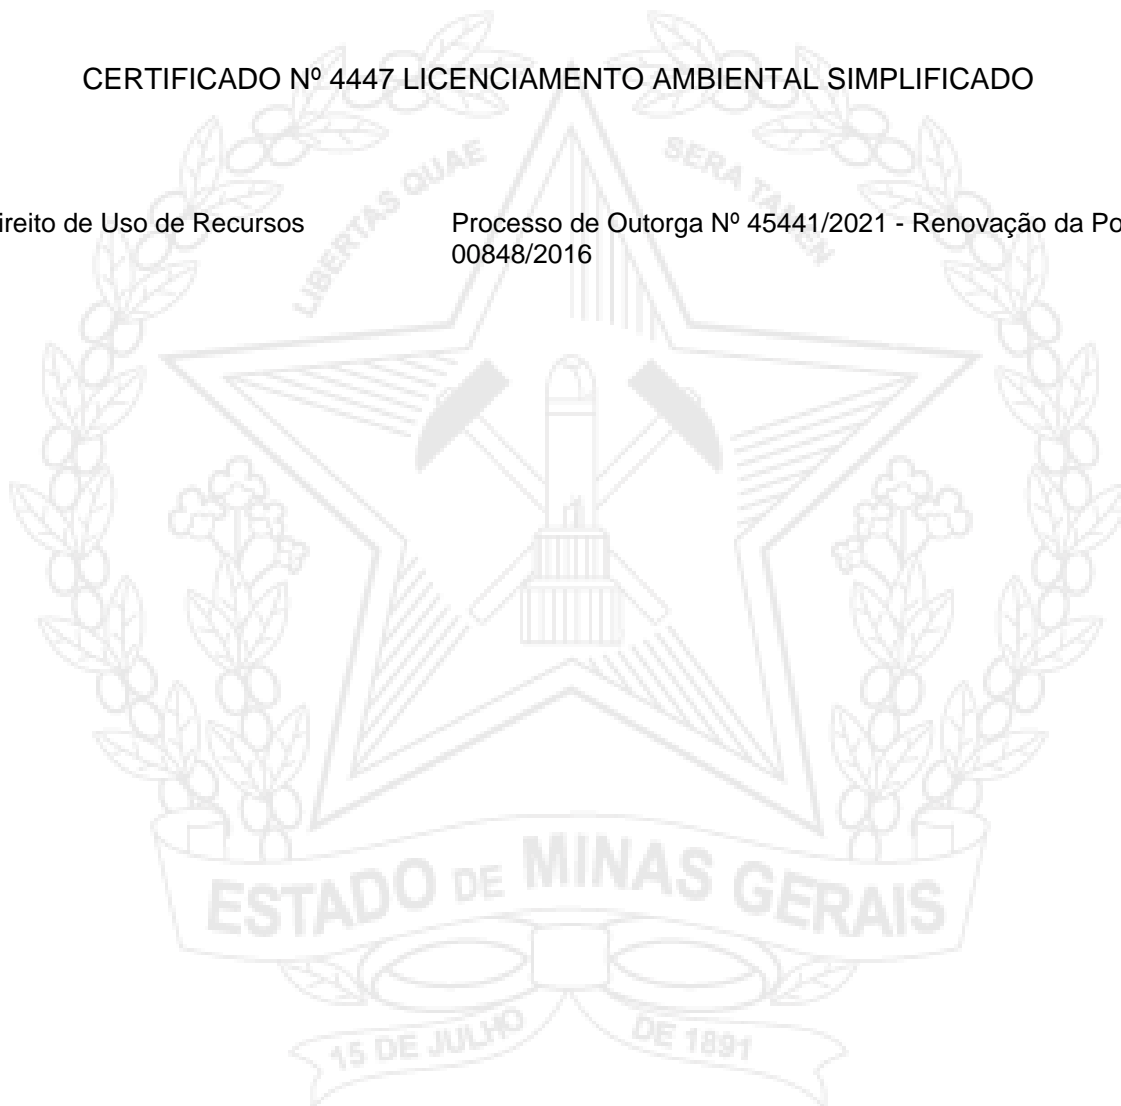 CERTIFICADO Nº 4447 LICENCIAMENTO AMBIENTAL SIMPLIFICADO
LIBERTAS QUAE SERA TAMEN
ireito de Uso de Recursos
Processo de Outorga Nº 45441/2021 - Renovação da Po
00848/2016
ESTADO DE MINAS GERAIS
15 DE JULHO DE 1891